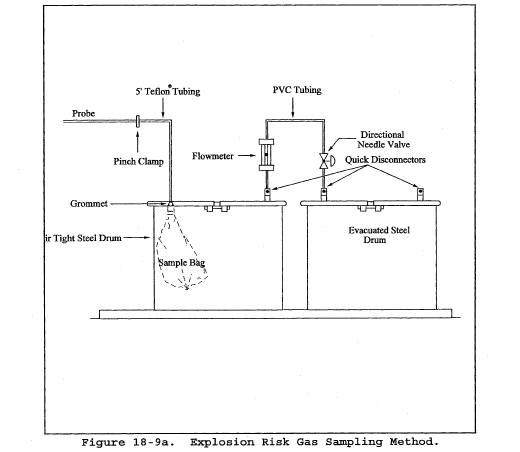 5' Teflon® Tubing
PVC Tubing
Probe
Directional
Needle Valve
Pinch Clamp
Flowmeter
Quick Disconnectors
Grommet
ir Tight Steel Drum
Evacuated Steel
Drum
Sample Bag
Figure 18-9a. Explosion Risk Gas Sampling Method.